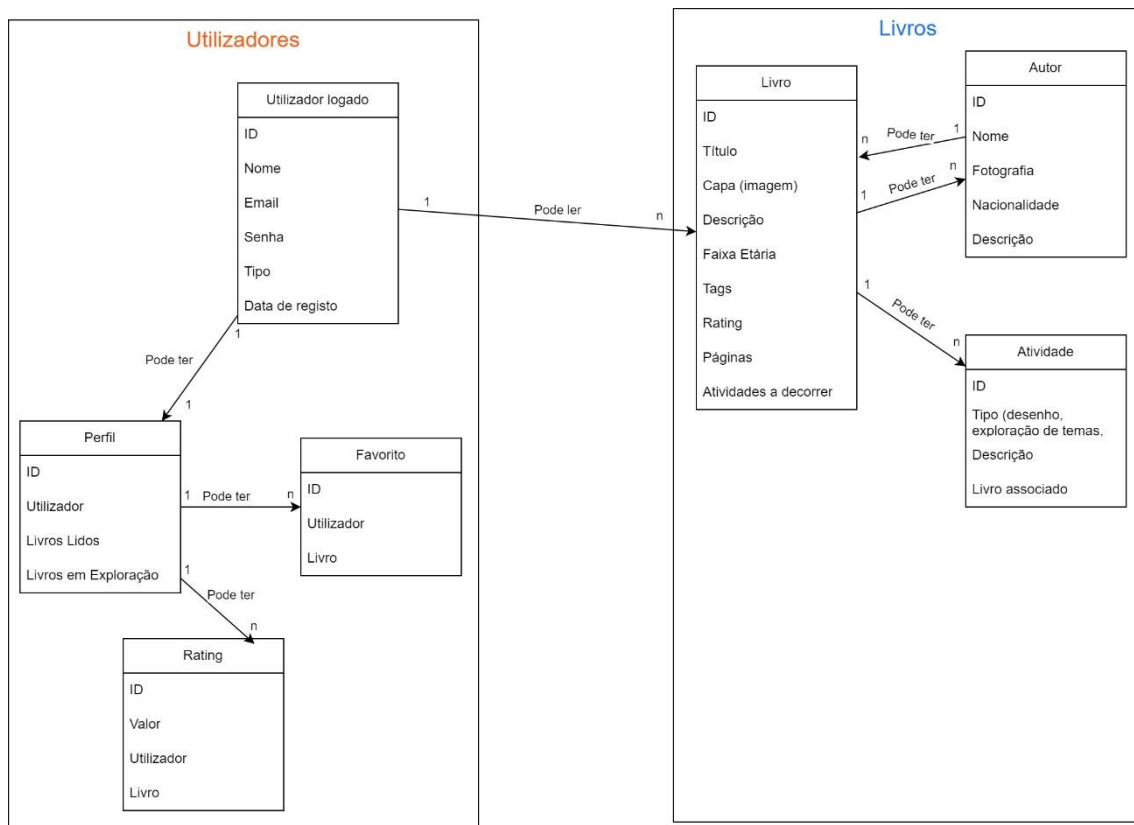 Utilizadores
Utilizador logado
ID
Nome
Email
Senha
Tipo
Data de registo
1
Pode ler
n
1
Pode ter
1
Perfil
ID
Utilizador
Livros Lidos
Livros em Exploração
1
Pode ter
n
Favorito
ID
Utilizador
Livro
1
Pode ter
n
Rating
ID
Valor
Utilizador
Livro
Livros
Livro
ID
Título
Capa (imagem)
Descrição
Faixa Etária
Tags
Rating
Páginas
Atividades a decorrer
n
Pode ter
1
1
Pode ter
n
Autor
ID
Nome
Fotografia
Nacionalidade
Descrição
1
Pode ter
n
Atividade
ID
Tipo (desenho,
exploração de temas,
Descrição
Livro associado